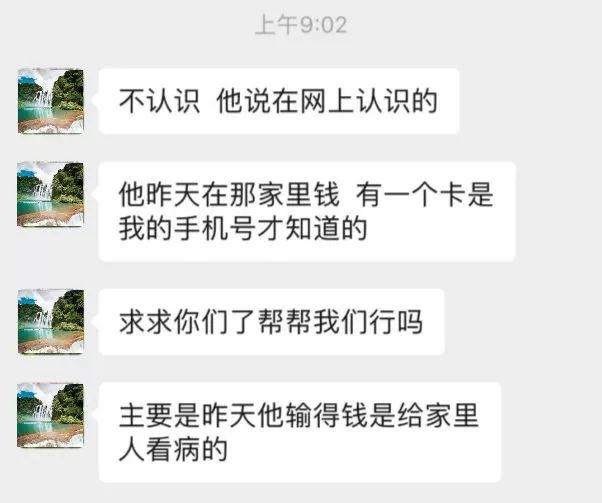 上午9:02
不认识 他说在网上认识的
他昨天在那家里钱 有一个卡是
我的手机号才知道的
求求你们了帮帮我们行吗
主要是昨天他输得钱是给家里
人看病的